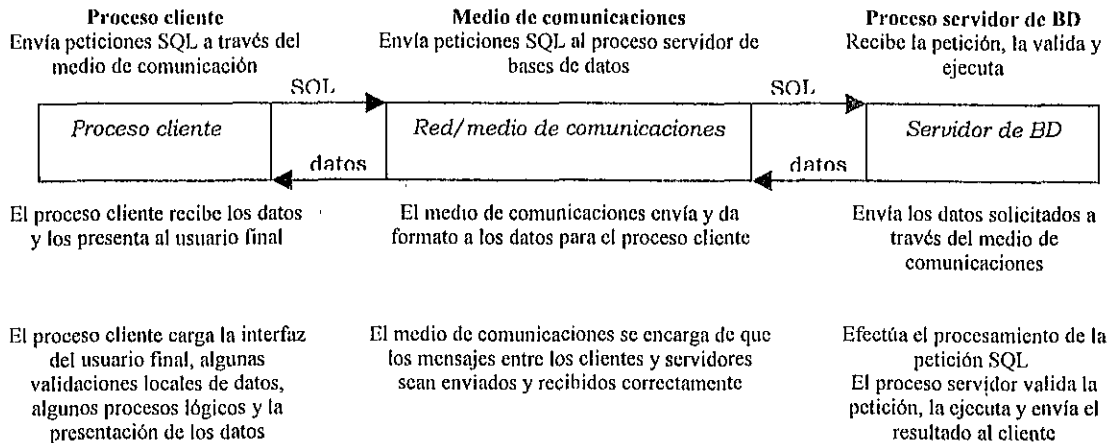 Proceso cliente
Envía peticiones SQL a través del
medio de comunicación
Medio de comunicaciones
Envía peticiones SQL al proceso servidor de
bases de datos
Proceso servidor de BD
Recibe la petición, la valida y
ejecuta
SQL
SQL
Proceso cliente
Red/medio de comunicaciones
Servidor de BD
datos
datos
El proceso cliente recibe los datos
y los presenta al usuario final
El medio de comunicaciones envía y da
formato a los datos para el proceso cliente
Envía los datos solicitados a
través del medio de
comunicaciones
El proceso cliente carga la interfaz
del usuario final, algunas
validaciones locales de datos,
algunos procesos lógicos y la
presentación de los datos
El medio de comunicaciones se encarga de que
los mensajes entre los clientes y servidores
sean enviados y recibidos correctamente
Efectúa el procesamiento de la
petición SQL
El proceso servidor valida la
petición, la ejecuta y envía el
resultado al cliente